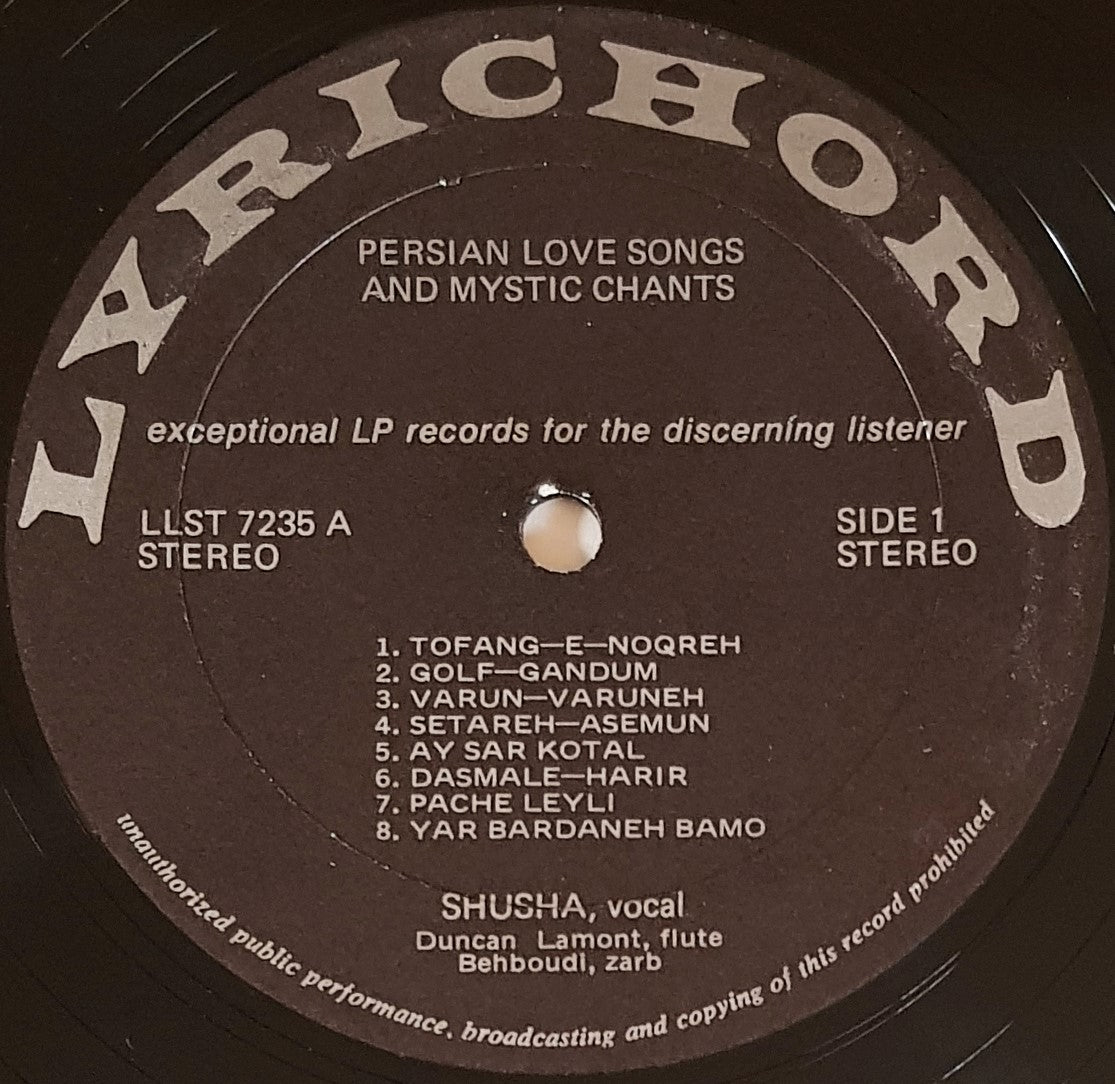 LYRICHORD
PERSIAN LOVE SONGS
AND MYSTIC CHANTS
exceptional LP records for the discerning listener
LLST 7235 A
STEREO
SIDE 1
STEREO
1. TOFANG—E—NOQREH
2. GOLF—GANDUM
3. VARUN—VARUNEH
4. SETAREH—ASEMUN
5. AY SAR KOTAL
6. DASMALE—HARIR
7. PACHE LEYLI
8. YAR BARDANEH BAMO
SHUSHA, vocal
Duncan Lamont, flute
Behboudi, zarb
unauthorized public performance, broadcasting and copying of this record prohibited